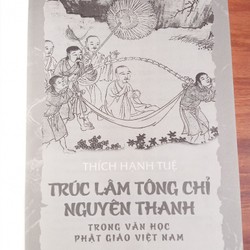 THÍCH HẠNH TUỆ
TRÚC LÂM TÔNG CHỈ
NGUYÊN THANH
TRONG VĂN HỌC
PHẬT GIÁO VIỆT NAM